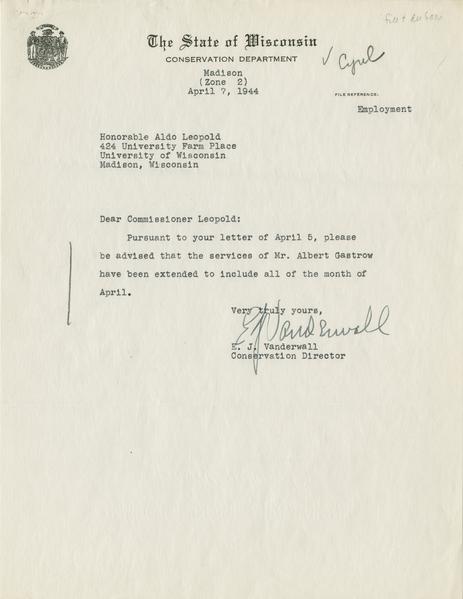 The State of Wisconsin
CONSERVATION DEPARTMENT
Madison
(Zone 2)
April 7, 1944
√ Cyril
FILE REFERENCE:
Employment
Honorable Aldo Leopold
424 University Farm Place
University of Wisconsin
Madison, Wisconsin
Dear Commissioner Leopold:
Pursuant to your letter of April 5, please
be advised that the services of Mr. Albert Gastrow
have been extended to include all of the month of
April.
Very truly yours,
E J Vanderwall
E. J. Vanderwall
Conservation Director